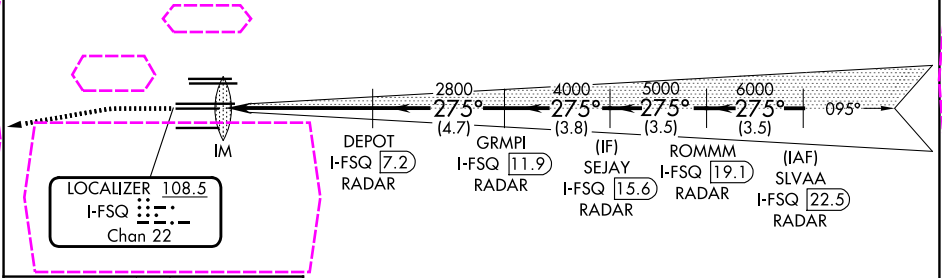 2800 4000 5000 6000
275° 275° 275° 275° 095°
(4.7) (3.8) (3.5) (3.5)
IM
DEPOT
I-FSQ 7.2
RADAR
GRMPI
I-FSQ 11.9
RADAR
(IF)
SEJAY
I-FSQ 15.6
RADAR
ROMMM
I-FSQ 19.1
RADAR
(IAF)
SLVAA
I-FSQ 22.5
RADAR
LOCALIZER 108.5
I-FSQ
Chan 22